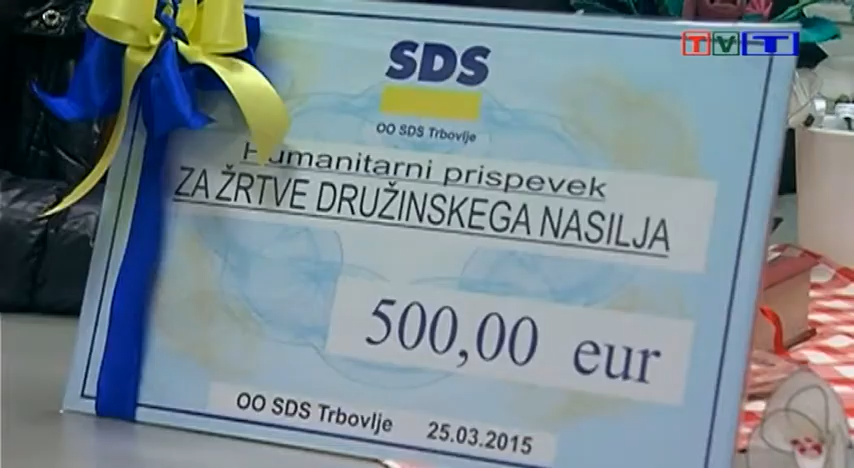 TVT
SDS
OO SDS Trbovlje
Humanitarni prispevek
ZA ŽRTVE DRUŽINSKEGA NASILJA
500,00 eur
OO SDS Trbovlje 25.03.2015